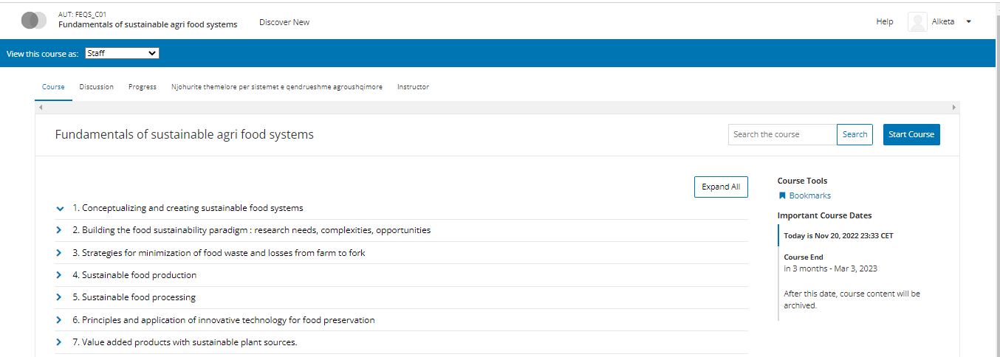 AUT: FEQS_C01
Fundamentals of sustainable agri food systems
Discover New
Help
Alketa
View this course as:
Staff
Course
Discussion
Progress
Njohurite themelore per sistemet e qendrueshme agroushqimore
Instructor
Fundamentals of sustainable agri food systems
Search the course
Search
Start Course
Expand All
1. Conceptualizing and creating sustainable food systems
2. Building the food sustainability paradigm : research needs, complexities, opportunities
3. Strategies for minimization of food waste and losses from farm to fork
4. Sustainable food production
5. Sustainable food processing
6. Principles and application of innovative technology for food preservation
7. Value added products with sustainable plant sources.
Course Tools
Bookmarks
Important Course Dates
Today is Nov 20, 2022 23:33 CET
Course End
in 3 months - Mar 3, 2023
After this date, course content will be
archived.